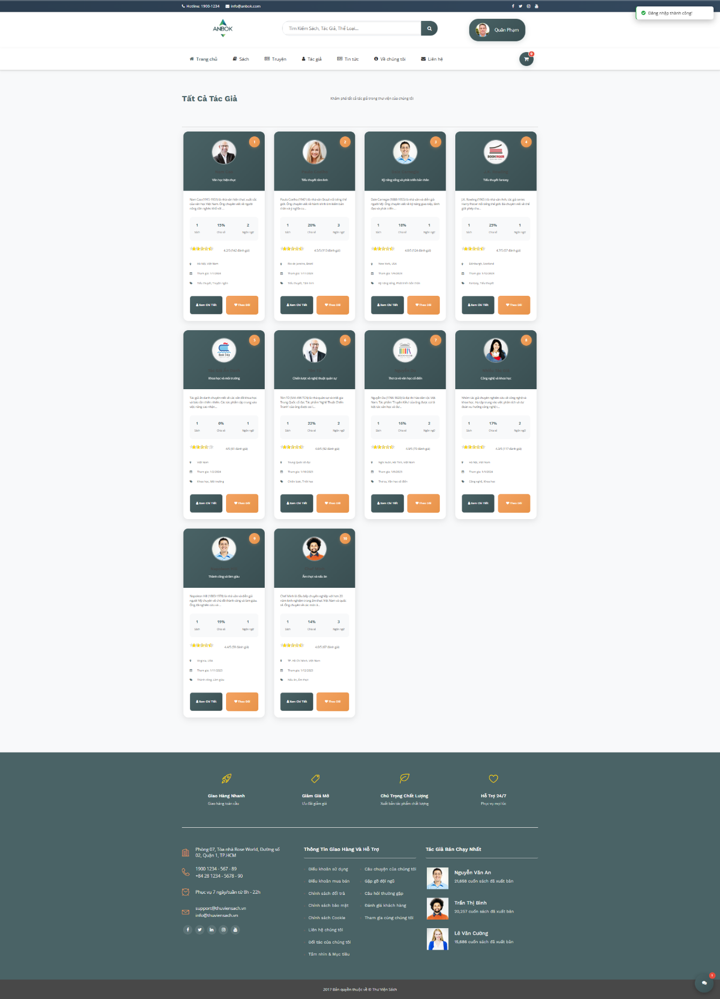 Hotline: 1900-1234 info@anbok.com
Đăng nhập thành công!
ANBOK
Tìm Kiếm Sách, Tác Giả, Thể Loại...
Quân Phạm
Trang chủ Sách Truyện Tác giả Tin tức Về chúng tôi Liên hệ
0
Tất Cả Tác Giả
Khám phá tất cả tác giả trong thư viện của chúng tôi
1
Văn học hiện thực
Nam Cao (1915-1951) là nhà văn hiện thực xuất sắc
của văn học Việt Nam. Ông chuyên viết về người
nông dân nghèo khổ với ...
1 15% 2
Sách Chia sẻ Ngôn ngữ
4.2/5 (142 đánh giá)
Hà Nội, Việt Nam
Tham gia: 1/1/2024
Tiểu thuyết, Truyện ngắn
Xem Chi Tiết Theo Dõi
2
Tiểu thuyết tâm linh
Paulo Coelho (1947-) là nhà văn Brazil nổi tiếng thế
giới. Ông chuyên viết về hành trình tìm kiếm bản
thân và ý nghĩa cu...
1 20% 3
Sách Chia sẻ Ngôn ngữ
4.5/5 (113 đánh giá)
Rio de Janeiro, Brazil
Tham gia: 1/11/2023
Tiểu thuyết, Tâm linh
Xem Chi Tiết Theo Dõi
3
Kỹ năng sống và phát triển bản thân
Dale Carnegie (1888-1955) là nhà văn và diễn giả
người Mỹ. Ông chuyên viết về kỹ năng giao tiếp, lãnh
đạo và phát triển ...
1 18% 1
Sách Chia sẻ Ngôn ngữ
4.8/5 (124 đánh giá)
New York, USA
Tham gia: 1/9/2023
Kỹ năng sống, Phát triển bản thân
Xem Chi Tiết Theo Dõi
4
BOOKRGER
Tiểu thuyết fantasy
J.K. Rowling (1965-) là nhà văn Anh, tác giả series
Harry Potter nổi tiếng thế giới. Bà chuyên viết về thế
giới phép thu...
1 25% 1
Sách Chia sẻ Ngôn ngữ
4.7/5 (57 đánh giá)
Edinburgh, Scotland
Tham gia: 1/12/2023
Fantasy, Tiểu thuyết
Xem Chi Tiết Theo Dõi
5
Book Ship
Khoa học và môi trường
Tác giả ẩn danh chuyên viết về các vấn đề khoa học
và bảo tồn thiên nhiên. Các tác phẩm tập trung vào
việc nâng cao nhận...
1 0% 1
Sách Chia sẻ Ngôn ngữ
4/5 (81 đánh giá)
Việt Nam
Tham gia: 1/2/2024
Khoa học, Môi trường
Xem Chi Tiết Theo Dõi
6
Chiến lược và nghệ thuật quân sự
Tôn Tử (544-496 TCN) là nhà quân sự và triết gia
Trung Quốc cổ đại. Tác phẩm 'Nghệ Thuật Chiến
Tranh' của ông được coi l...
1 22% 2
Sách Chia sẻ Ngôn ngữ
4.6/5 (92 đánh giá)
Trung Quốc cổ đại
Tham gia: 1/10/2023
Chiến lược, Triết học
Xem Chi Tiết Theo Dõi
7
BOOKHOUSE
Thơ ca và văn học cổ điển
Nguyễn Du (1766-1820) là đại thi hào dân tộc Việt
Nam. Tác phẩm 'Truyện Kiều' của ông được coi là
kiệt tác văn học và dư...
1 16% 2
Sách Chia sẻ Ngôn ngữ
4.9/5 (70 đánh giá)
Nghi Xuân, Hà Tĩnh, Việt Nam
Tham gia: 1/8/2023
Thơ ca, Văn học cổ điển
Xem Chi Tiết Theo Dõi
8
Công nghệ và khoa học
Nhóm tác giả chuyên nghiên cứu về công nghệ và
khoa học. Họ tập trung vào việc phân tích và dự
đoán xu hướng công nghệ t...
1 17% 2
Sách Chia sẻ Ngôn ngữ
4.3/5 (117 đánh giá)
Hà Nội, Việt Nam
Tham gia: 1/1/2024
Công nghệ, Khoa học
Xem Chi Tiết Theo Dõi
9
Thành công và làm giàu
Napoleon Hill (1883-1970) là nhà văn và diễn giả
người Mỹ chuyên về chủ đề thành công và làm giàu.
Ông đã nghiên cứu và ...
1 19% 1
Sách Chia sẻ Ngôn ngữ
4.4/5 (59 đánh giá)
Virginia, USA
Tham gia: 1/11/2023
Thành công, Làm giàu
Xem Chi Tiết Theo Dõi
10
Ẩm thực và nấu ăn
Chef Minh là đầu bếp chuyên nghiệp với hơn 20
năm kinh nghiệm trong ẩm thực Việt Nam và quốc
tế. Ông chuyên về các món ă...
1 14% 3
Sách Chia sẻ Ngôn ngữ
4.6/5 (67 đánh giá)
TP. Hồ Chí Minh, Việt Nam
Tham gia: 1/12/2023
Nấu ăn, Ẩm thực
Xem Chi Tiết Theo Dõi
Giao Hàng Nhanh
Giao hàng toàn cầu
Giảm Giá Mở
Ưu đãi giảm giá
Chú Trọng Chất Lượng
Xuất bản tác phẩm chất lượng
Hỗ Trợ 24/7
Phục vụ mọi lúc
Phòng 07, Tòa nhà Rose World, Đường số
02, Quận 1, TP.HCM
1900 1234 - 567 - 89
+84 28 1234 - 5678 - 90
Phục vụ 7 ngày/tuần từ 8h - 22h
support@thuviensach.vn
info@thuviensach.vn
Thông Tin Giao Hàng Và Hỗ Trợ
Điều khoản sử dụng
Điều khoản mua bán
Chính sách đổi trả
Chính sách bảo mật
Chính sách Cookie
Liên hệ chúng tôi
Đối tác của chúng tôi
Tầm nhìn & Mục tiêu
Câu chuyện của chúng tôi
Gặp gỡ đội ngũ
Câu hỏi thường gặp
Đánh giá khách hàng
Tham gia cùng chúng tôi
Tác Giả Bán Chạy Nhất
Nguyễn Văn An
21,658 cuốn sách đã xuất bản
Trần Thị Bình
20,257 cuốn sách đã xuất bản
Lê Văn Cường
15,686 cuốn sách đã xuất bản
1
2017 Bản quyền thuộc về © Thư Viện Sách